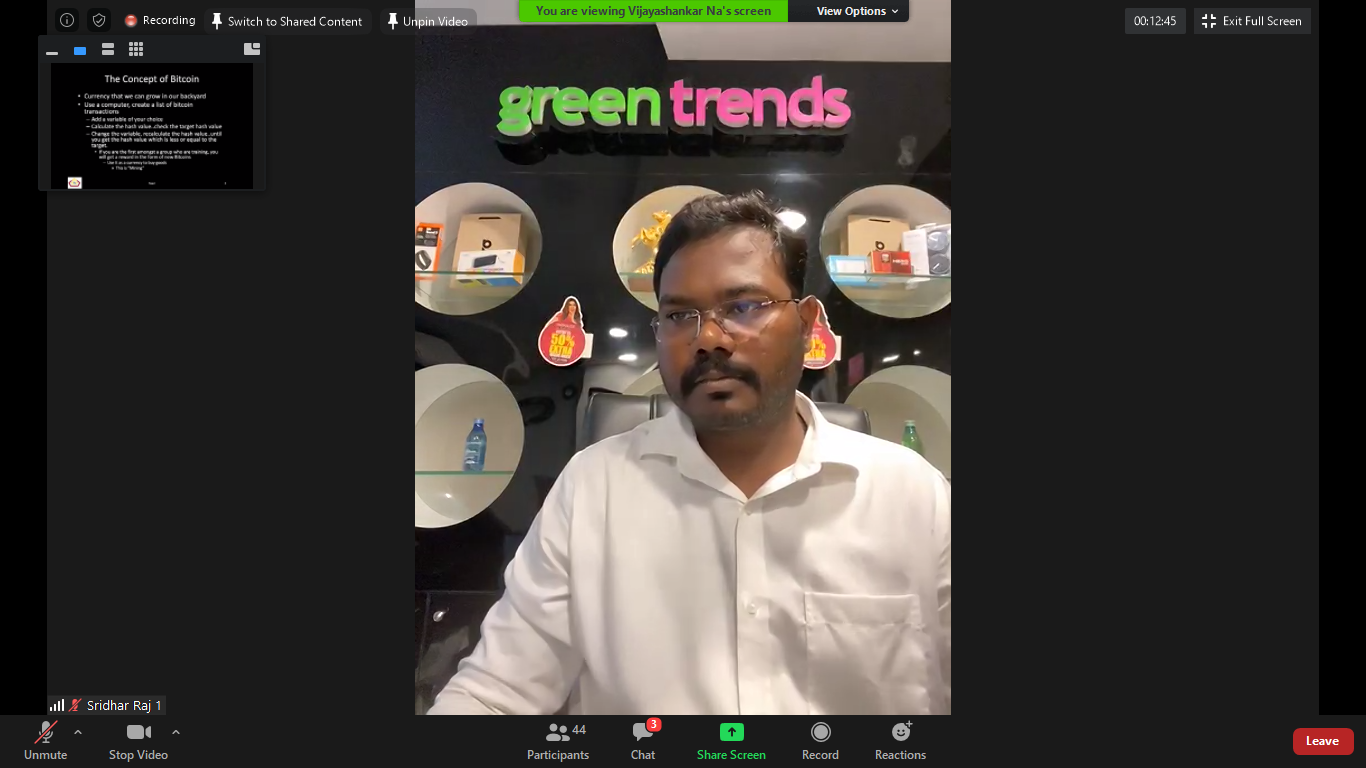 Recording
Switch to Shared Content
Unpin Video
You are viewing Vijayashankar Na's screen
View Options
00:12:45
Exit Full Screen
The Concept of Bitcoin
• Currency that we can grow in our backyard
• Use a computer, create a list of bitcoin
transactions
– Add a variable of your choice
– Calculate the hash value..check the target hash value
– Change the variable, recalculate the hash value..until
you get the hash value which is less or equal to the
target.
• If you are the first amongst a group who are training, you
will get a reward in the form of new Bitcoins
– Use it as a currency to buy goods
• This is "Mining"
green trends
50%
EXTRA
Sridhar Raj 1
Unmute
Stop Video
44
Participants
3
Chat
Share Screen
Record
Reactions
Leave